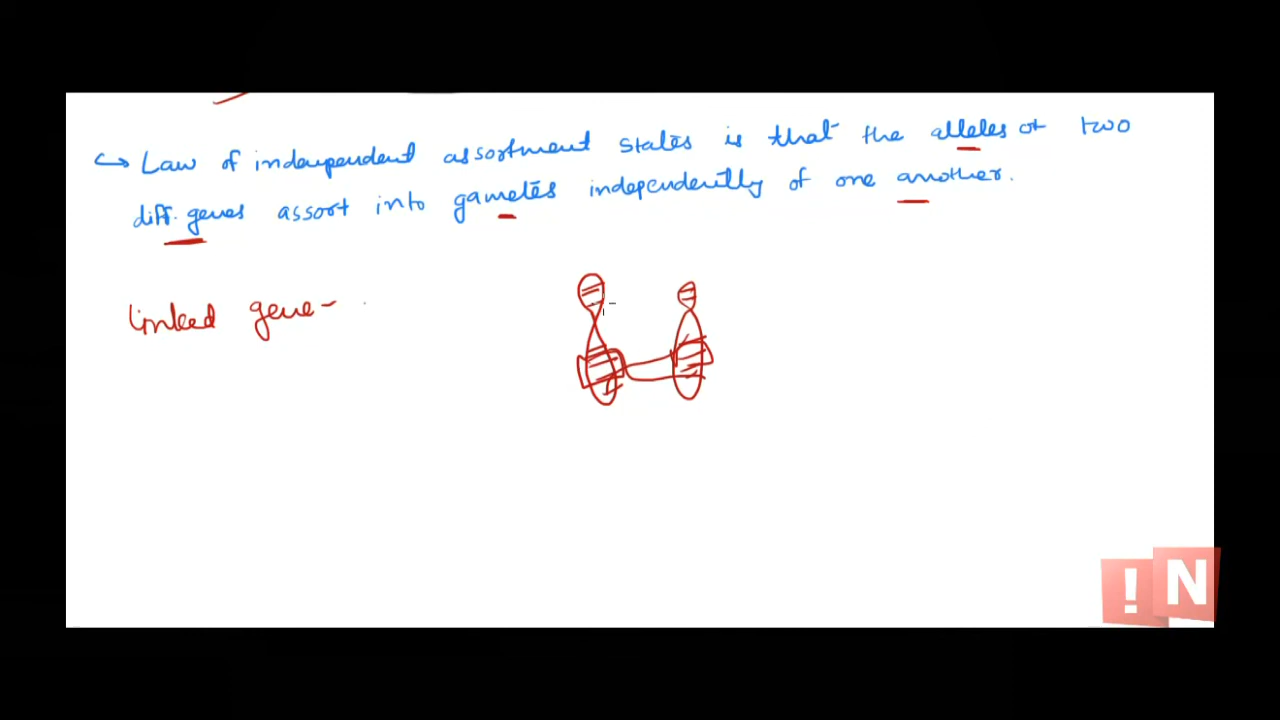 ↪ Law of independent assortment states is that the alleles of two
diff. genes assort into gametes independently of one another.
linked gene -
!N